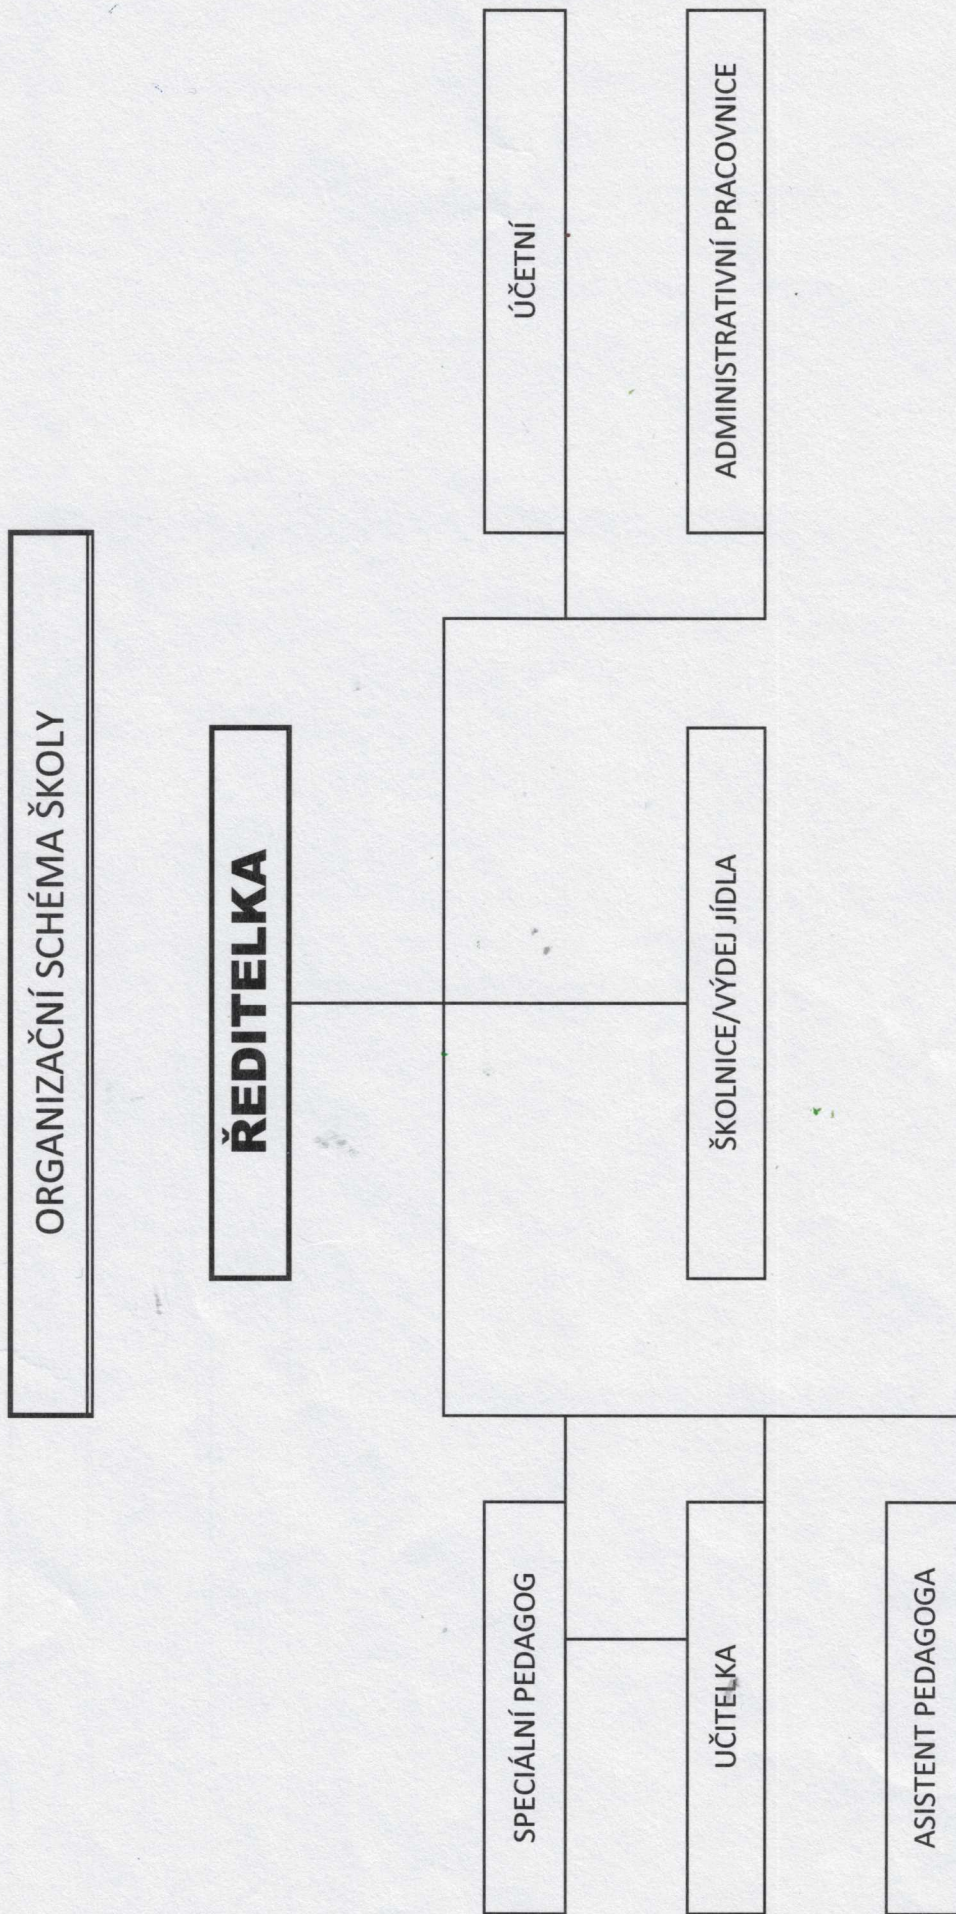 ORGANIZAČNÍ SCHÉMA ŠKOLY
ŘEDITELKA
SPECIÁLNÍ PEDAGOG
ÚČETNÍ
UČITELKA
ŠKOLNICE/VÝDEJ JÍDLA
ADMINISTRATIVNÍ PRACOVNICE
ASISTENT PEDAGOGA